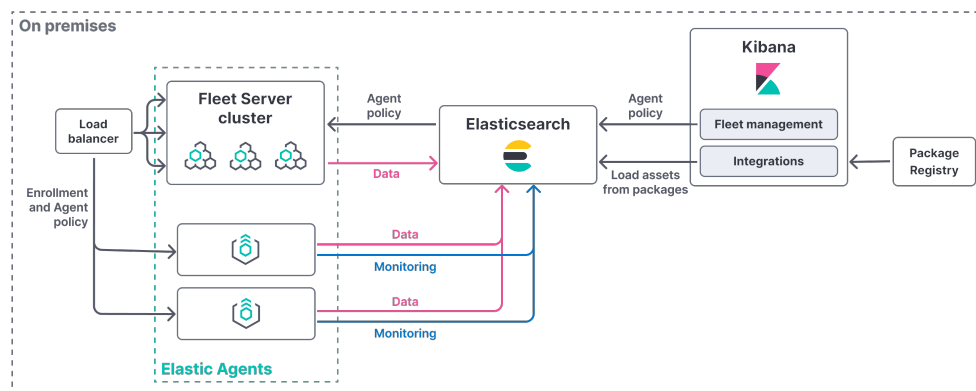 On premises
Kibana
Fleet Server
cluster
Agent
policy
Agent
policy
Fleet management
Load
balancer
Elasticsearch
Integrations
Package
Registry
Data
Load assets
from packages
Enrollment
and Agent
policy
Data
Monitoring
Data
Monitoring
Elastic Agents